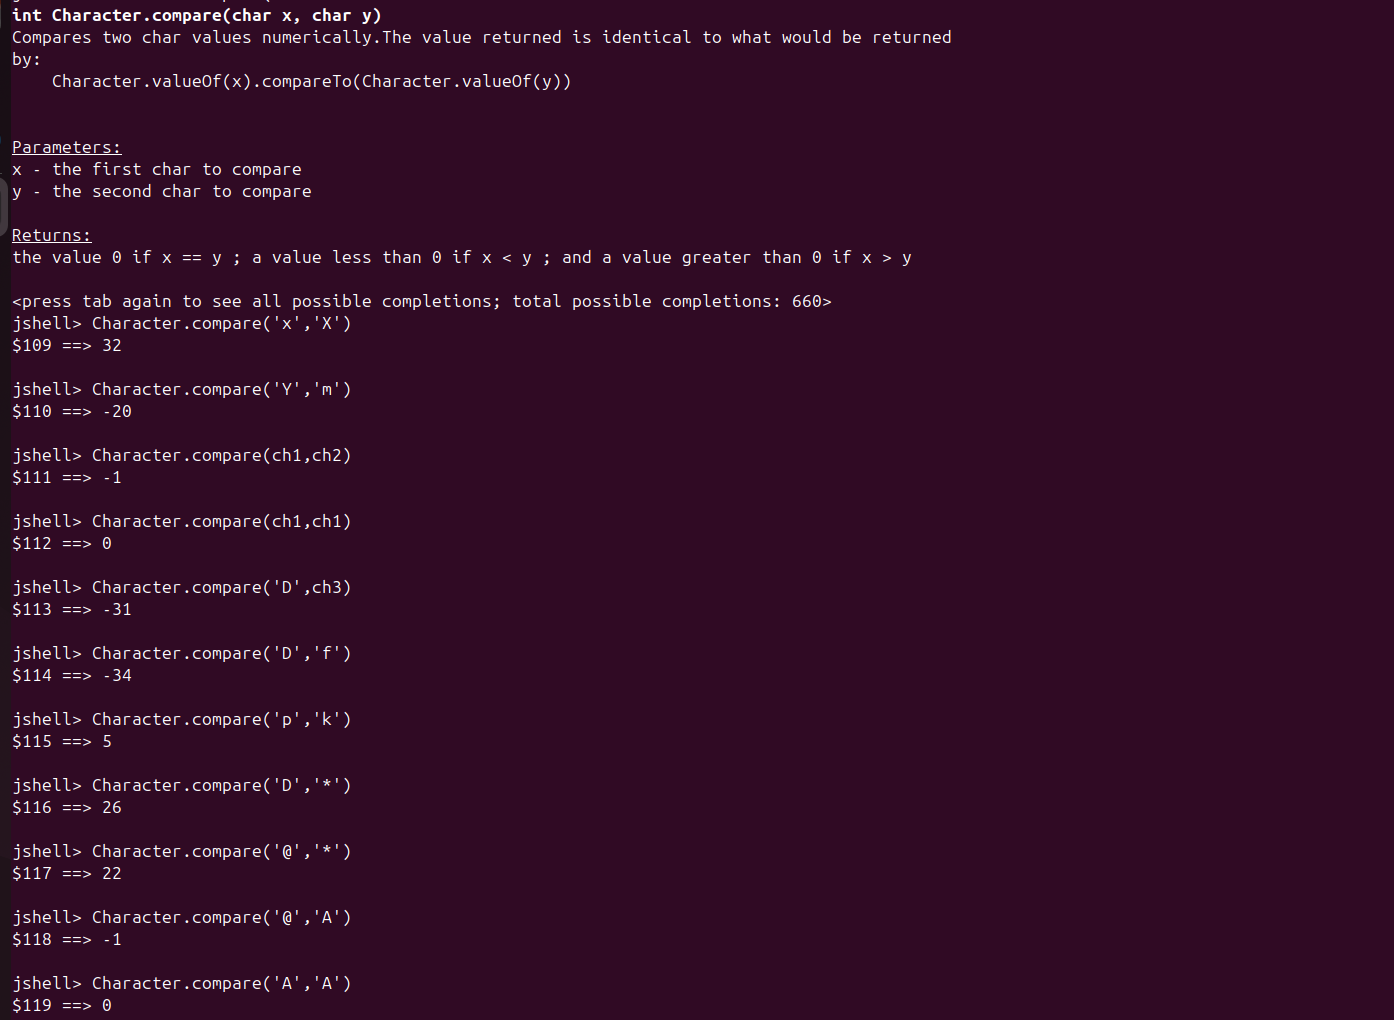 int Character.compare(char x, char y)
Compares two char values numerically.The value returned is identical to what would be returned
by:
    Character.valueOf(x).compareTo(Character.valueOf(y))
Parameters:
x - the first char to compare
y - the second char to compare
Returns:
the value 0 if x == y ; a value less than 0 if x < y ; and a value greater than 0 if x > y
<press tab again to see all possible completions; total possible completions: 660>
jshell> Character.compare('x','X')
$109 ==> 32
jshell> Character.compare('Y','m')
$110 ==> -20
jshell> Character.compare(ch1,ch2)
$111 ==> -1
jshell> Character.compare(ch1,ch1)
$112 ==> 0
jshell> Character.compare('D',ch3)
$113 ==> -31
jshell> Character.compare('D','f')
$114 ==> -34
jshell> Character.compare('p','k')
$115 ==> 5
jshell> Character.compare('D','*')
$116 ==> 26
jshell> Character.compare('@','*')
$117 ==> 22
jshell> Character.compare('@','A')
$118 ==> -1
jshell> Character.compare('A','A')
$119 ==> 0